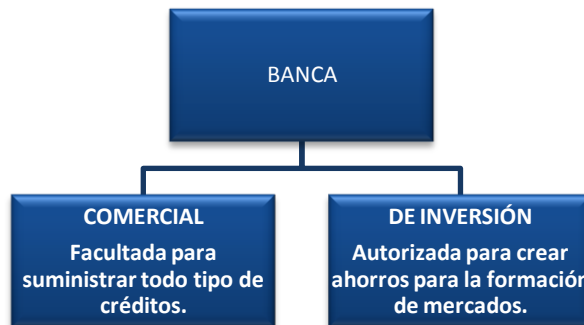 BANCA
COMERCIAL
Facultada para
suministrar todo tipo de
créditos.
DE INVERSIÓN
Autorizada para crear
ahorros para la formación
de mercados.